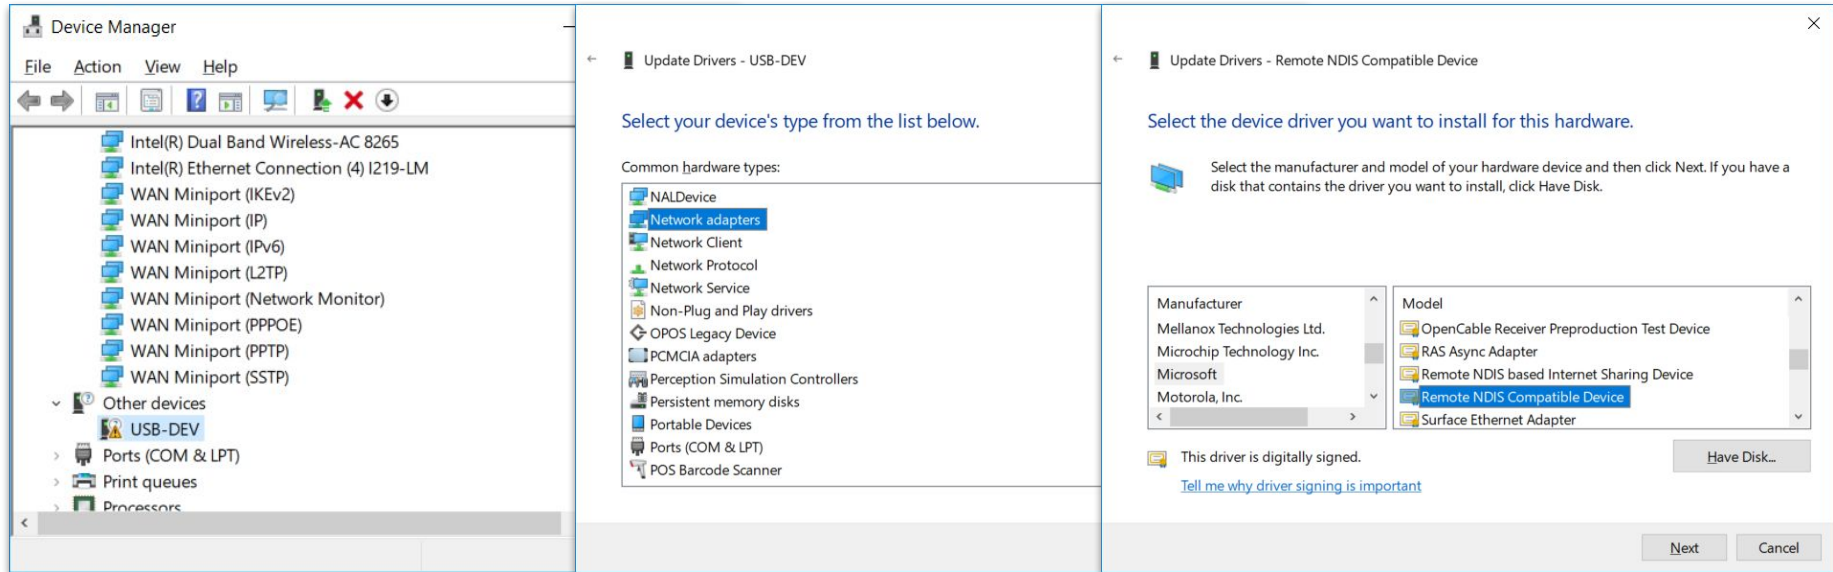 Device Manager
File Action View Help
Intel(R) Dual Band Wireless-AC 8265
Intel(R) Ethernet Connection (4) I219-LM
WAN Miniport (IKEv2)
WAN Miniport (IP)
WAN Miniport (IPv6)
WAN Miniport (L2TP)
WAN Miniport (Network Monitor)
WAN Miniport (PPPOE)
WAN Miniport (PPTP)
WAN Miniport (SSTP)
Other devices
USB-DEV
Ports (COM & LPT)
Print queues
Processors
Update Drivers - USB-DEV
Select your device's type from the list below.
Common hardware types:
NALDevice
Network adapters
Network Client
Network Protocol
Network Service
Non-Plug and Play drivers
OPOS Legacy Device
PCMCIA adapters
Perception Simulation Controllers
Persistent memory disks
Portable Devices
Ports (COM & LPT)
POS Barcode Scanner
Update Drivers - Remote NDIS Compatible Device
Select the device driver you want to install for this hardware.
Select the manufacturer and model of your hardware device and then click Next. If you have a
disk that contains the driver you want to install, click Have Disk.
Manufacturer
Mellanox Technologies Ltd.
Microchip Technology Inc.
Microsoft
Motorola, Inc.
Model
OpenCable Receiver Preproduction Test Device
RAS Async Adapter
Remote NDIS based Internet Sharing Device
Remote NDIS Compatible Device
Surface Ethernet Adapter
This driver is digitally signed.
Have Disk...
Tell me why driver signing is important
Next Cancel